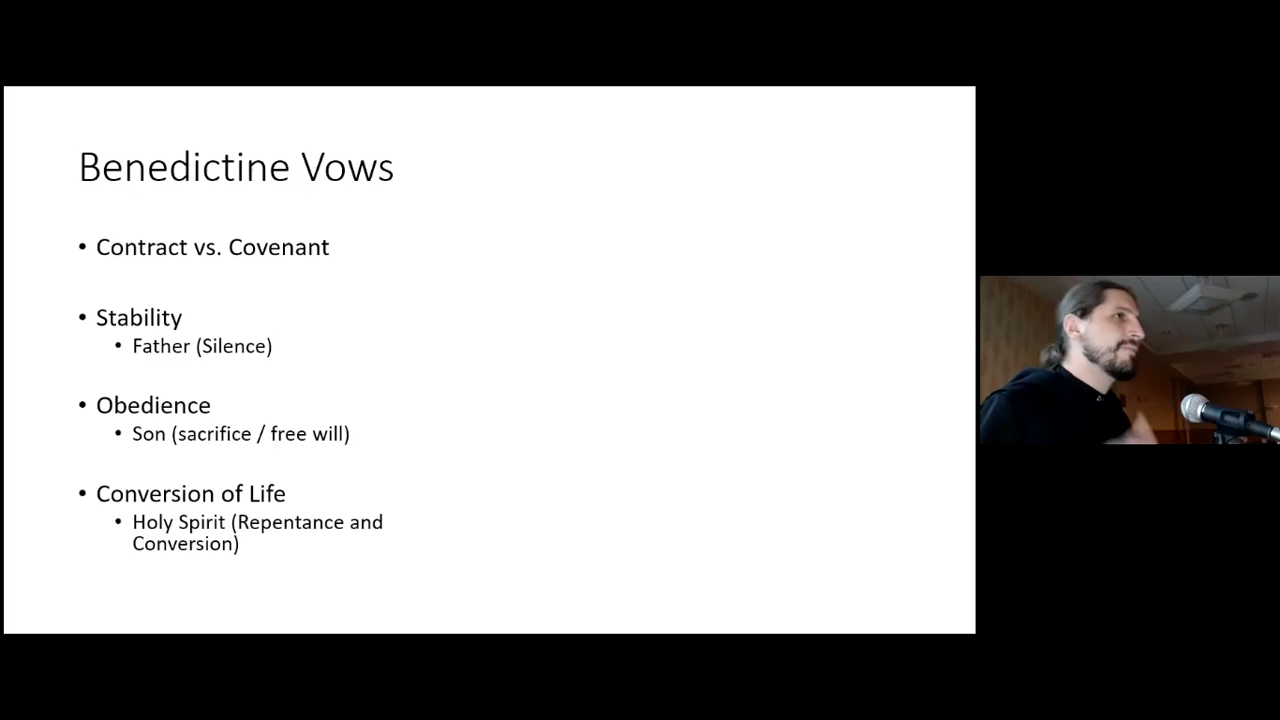 Benedictine Vows
• Contract vs. Covenant
• Stability
• Father (Silence)
• Obedience
• Son (sacrifice / free will)
• Conversion of Life
• Holy Spirit (Repentance and
Conversion)